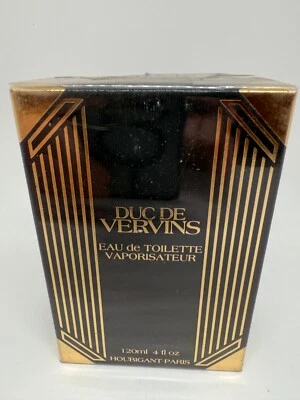 DUC DE
VERVINS
EAU de TOILETTE
VAPORISATEUR
120ml 4 fl oz
HOUBIGANT PARIS